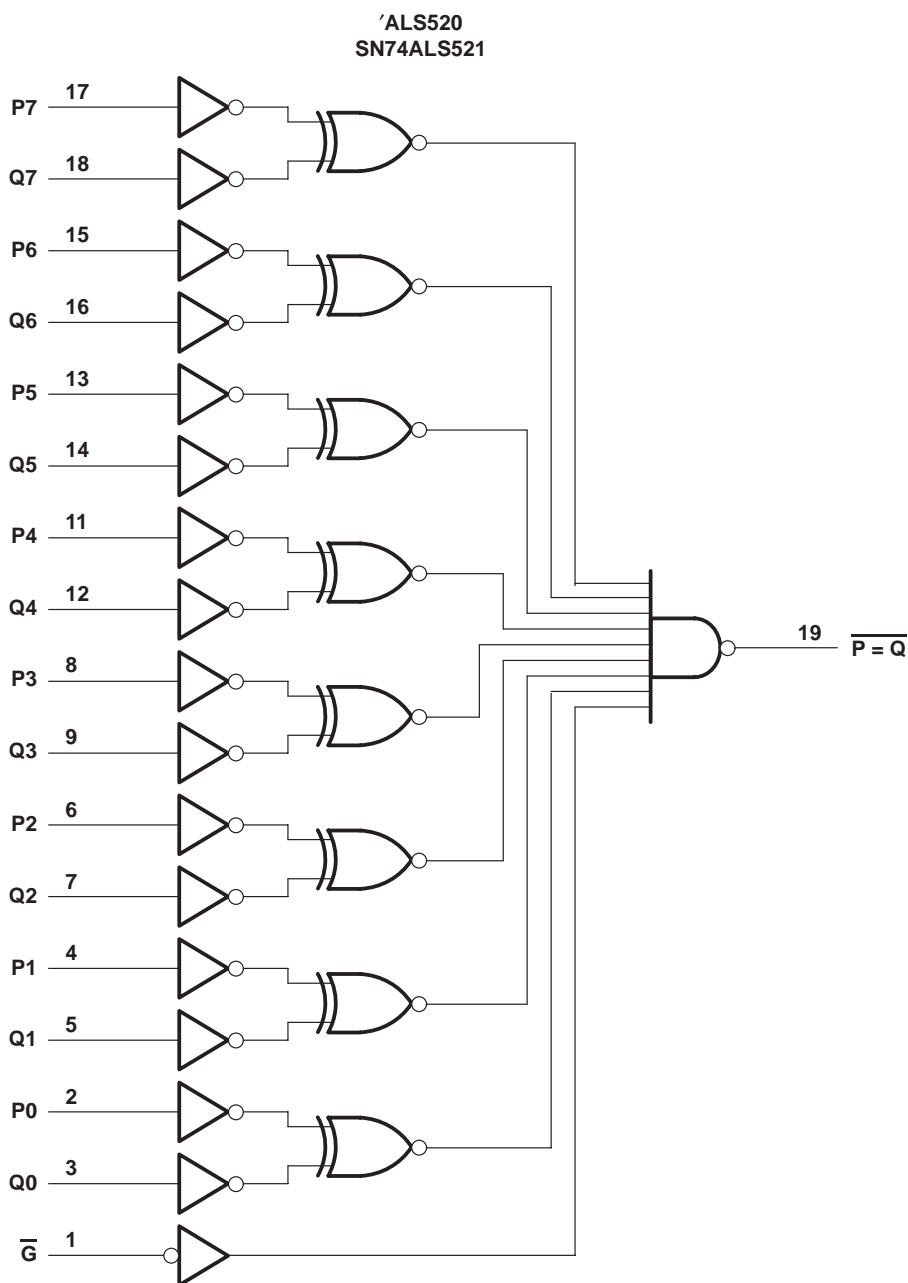 ′ALS520
SN74ALS521
P7 17
Q7 18
P6 15
Q6 16
P5 13
Q5 14
P4 11
Q4 12
19 P = Q
P3 8
Q3 9
P2 6
Q2 7
P1 4
Q1 5
P0 2
Q0 3
G 1